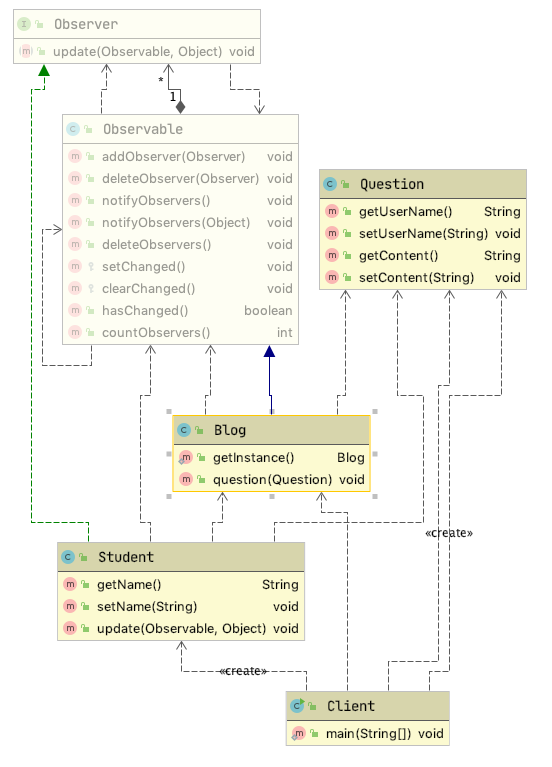 Observer
update(Observable, Object) void
*
1
Observable
addObserver(Observer) void
deleteObserver(Observer) void
notifyObservers() void
notifyObservers(Object) void
deleteObservers() void
setChanged() void
clearChanged() void
hasChanged() boolean
countObservers() int
Question
getUserName() String
setUserName(String) void
getContent() String
setContent(String) void
Blog
getInstance() Blog
question(Question) void
«create»
Student
getName() String
setName(String) void
update(Observable, Object) void
«create»
Client
main(String[]) void